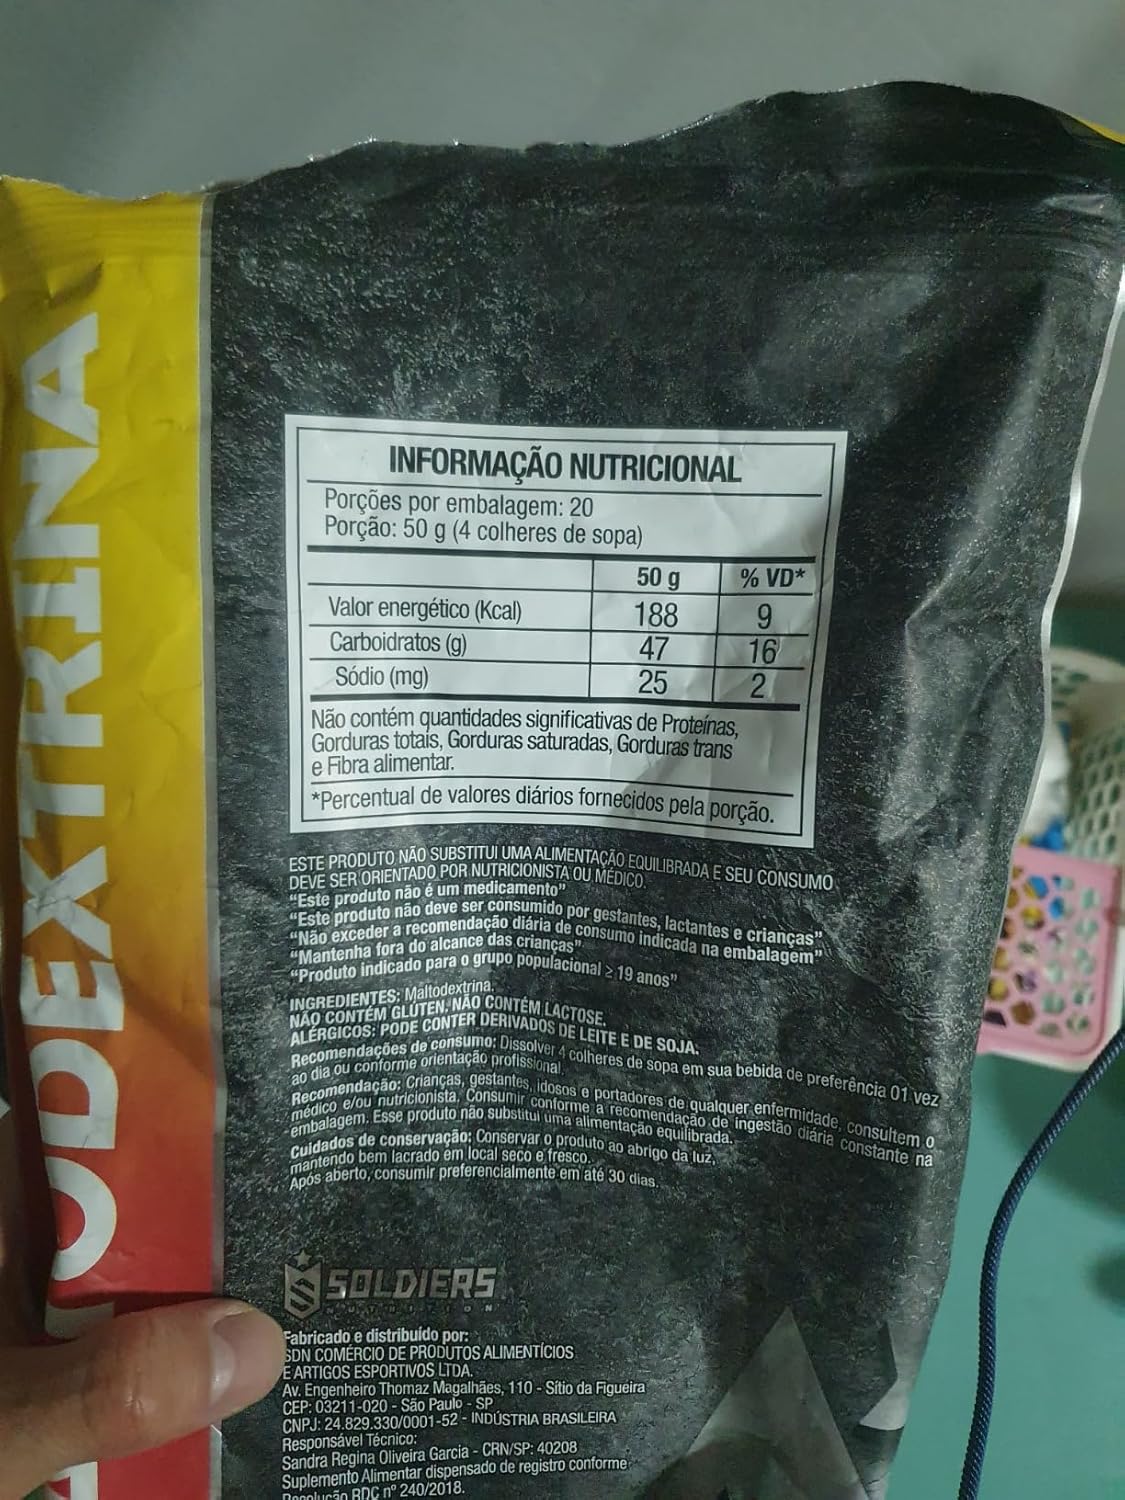 INFORMAÇÃO NUTRICIONAL
Porções por embalagem: 20
Porção: 50 g (4 colheres de sopa)
50 g % VD*
Valor energético (Kcal) 188 9
Carboidratos (g) 47 16
Sódio (mg) 25 2
Não contém quantidades significativas de Proteínas,
Gorduras totais, Gorduras saturadas, Gorduras trans
e Fibra alimentar.
*Percentual de valores diários fornecidos pela porção.
ESTE PRODUTO NÃO SUBSTITUI UMA ALIMENTAÇÃO EQUILIBRADA E SEU CONSUMO
DEVE SER ORIENTADO POR NUTRICIONISTA OU MÉDICO.
"Este produto não é um medicamento"
"Este produto não deve ser consumido por gestantes, lactantes e crianças"
"Não exceder a recomendação diária de consumo indicada na embalagem"
"Mantenha fora do alcance das crianças"
"Produto indicado para o grupo populacional ≥ 19 anos"
INGREDIENTES: Maltodextrina.
NÃO CONTÉM GLÚTEN. NÃO CONTÉM LACTOSE.
ALÉRGICOS: PODE CONTER DERIVADOS DE LEITE E DE SOJA.
Recomendações de consumo: Dissolver 4 colheres de sopa em sua bebida de preferência 01 vez
ao dia ou conforme orientação profissional.
Recomendação: Crianças, gestantes, idosos e portadores de qualquer enfermidade, consultem o
médico e/ou nutricionista. Consumir conforme a recomendação de ingestão diária constante na
embalagem. Esse produto não substitui uma alimentação equilibrada.
Cuidados de conservação: Conservar o produto ao abrigo da luz,
mantendo bem lacrado em local seco e fresco.
Após aberto, consumir preferencialmente em até 30 dias.
SOLDIERS
NUTRITION
Fabricado e distribuído por:
SDN COMÉRCIO DE PRODUTOS ALIMENTÍCIOS
E ARTIGOS ESPORTIVOS LTDA.
Av. Engenheiro Thomaz Magalhães, 110 - Sítio da Figueira
CEP: 03211-020 - São Paulo - SP
CNPJ: 24.829.330/0001-52 - INDÚSTRIA BRASILEIRA
Responsável Técnico:
Sandra Regina Oliveira Garcia - CRN/SP: 40208
Suplemento Alimentar dispensado de registro conforme
Resolução RDC nº 240/2018.
TODEXTRINA